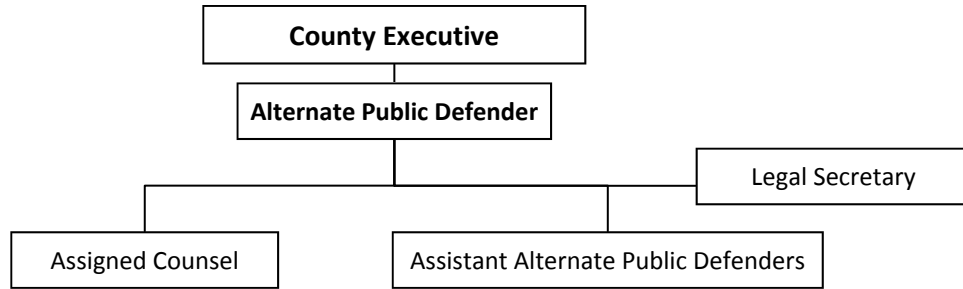 County Executive
Alternate Public Defender
Legal Secretary
Assigned Counsel
Assistant Alternate Public Defenders